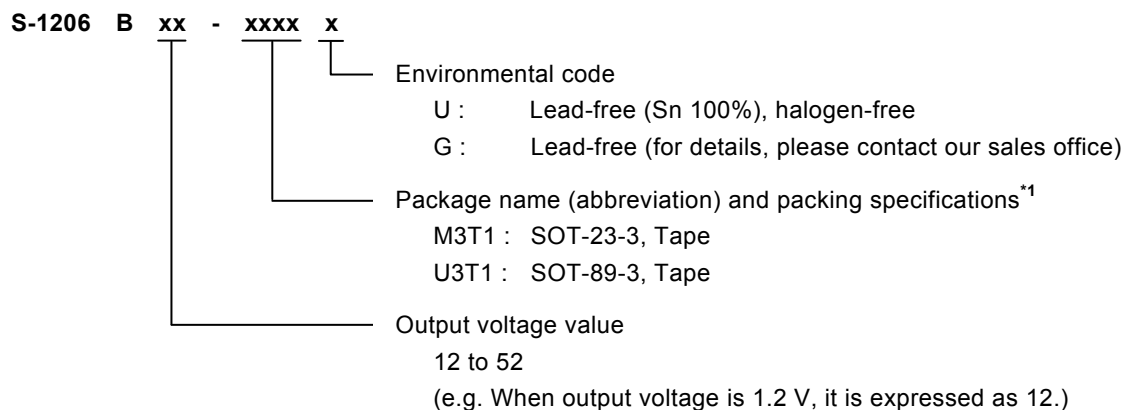 S-1206 B xx - xxxx x
Environmental code
U : Lead-free (Sn 100%), halogen-free
G : Lead-free (for details, please contact our sales office)
Package name (abbreviation) and packing specifications*1
M3T1 : SOT-23-3, Tape
U3T1 : SOT-89-3, Tape
Output voltage value
12 to 52
(e.g. When output voltage is 1.2 V, it is expressed as 12.)